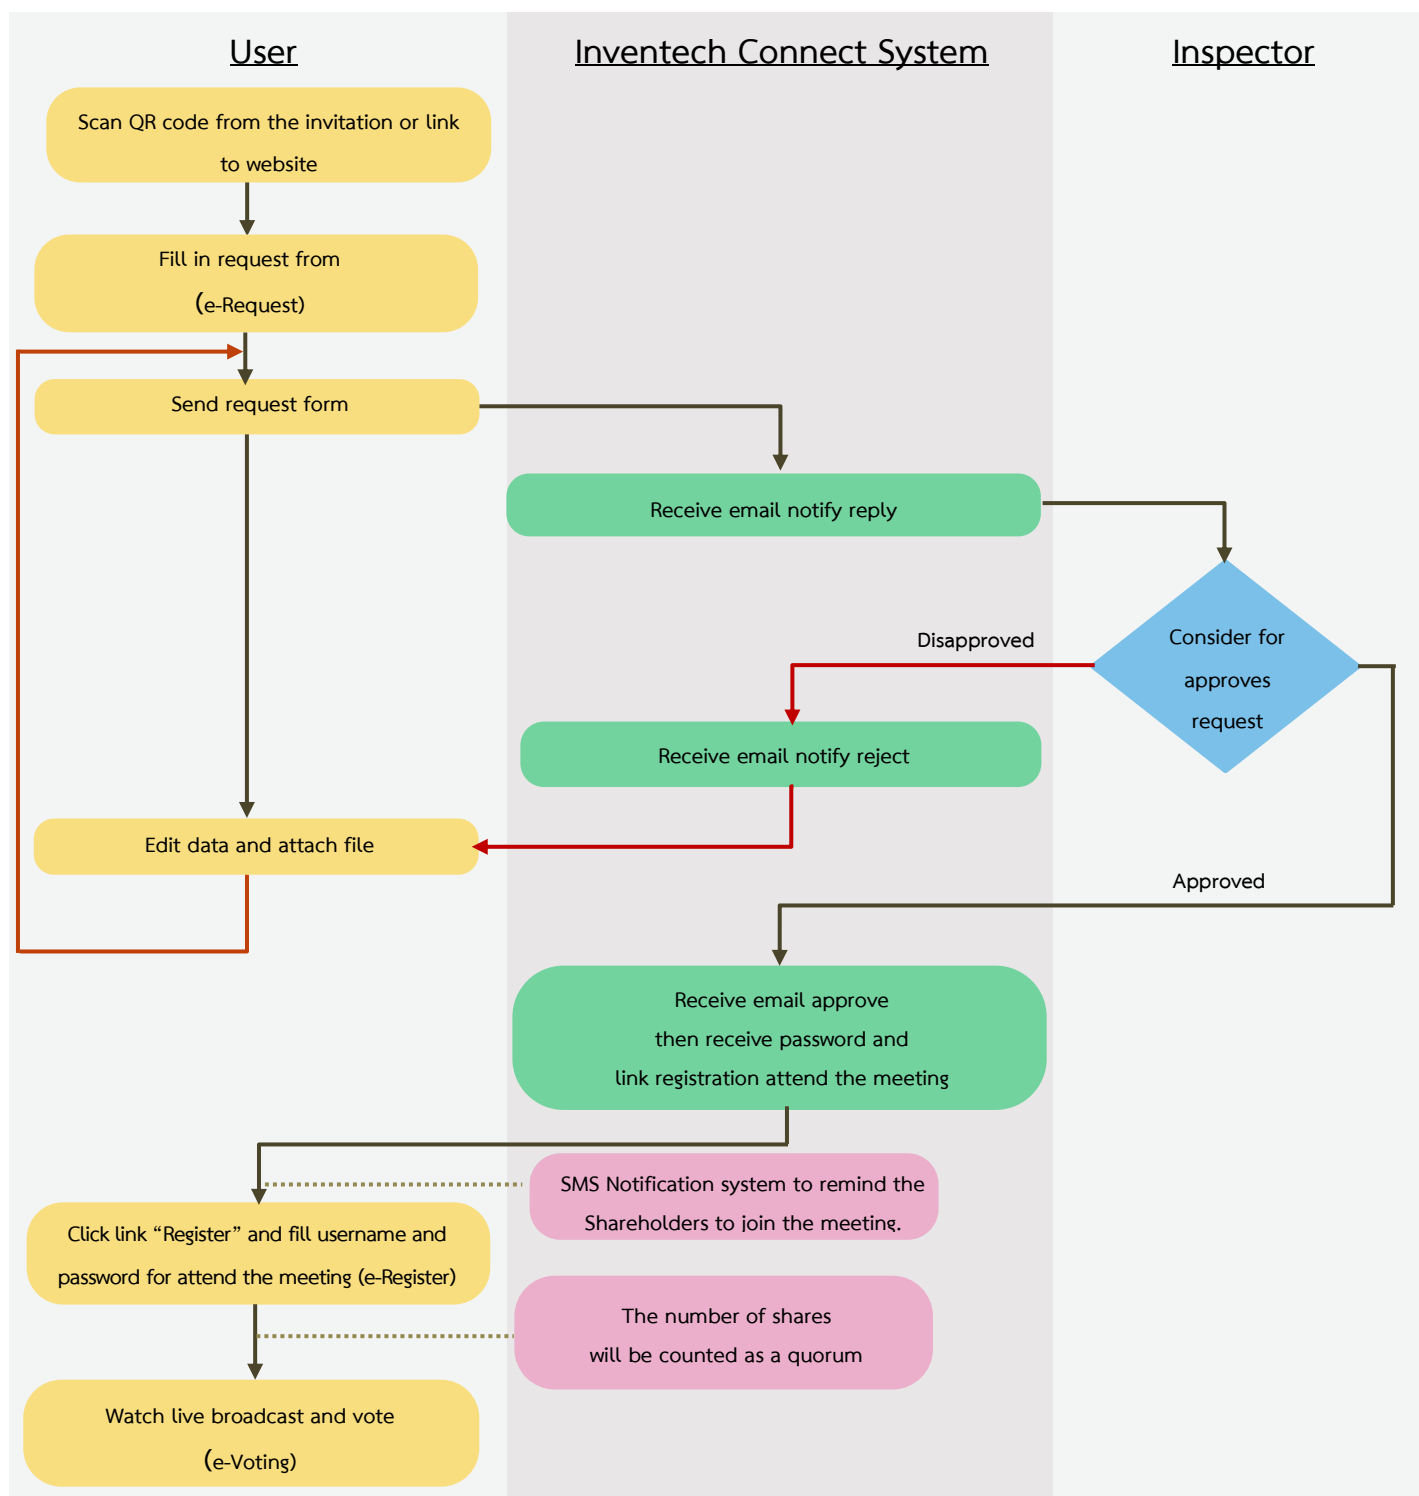 User
Inventech Connect System
Inspector
Scan QR code from the invitation or link
to website
Fill in request from
(e-Request)
Send request form
Receive email notify reply
Consider for
approves
request
Disapproved
Receive email notify reject
Edit data and attach file
Approved
Receive email approve
then receive password and
link registration attend the meeting
SMS Notification system to remind the
Shareholders to join the meeting.
Click link “Register” and fill username and
password for attend the meeting (e-Register)
The number of shares
will be counted as a quorum
Watch live broadcast and vote
(e-Voting)